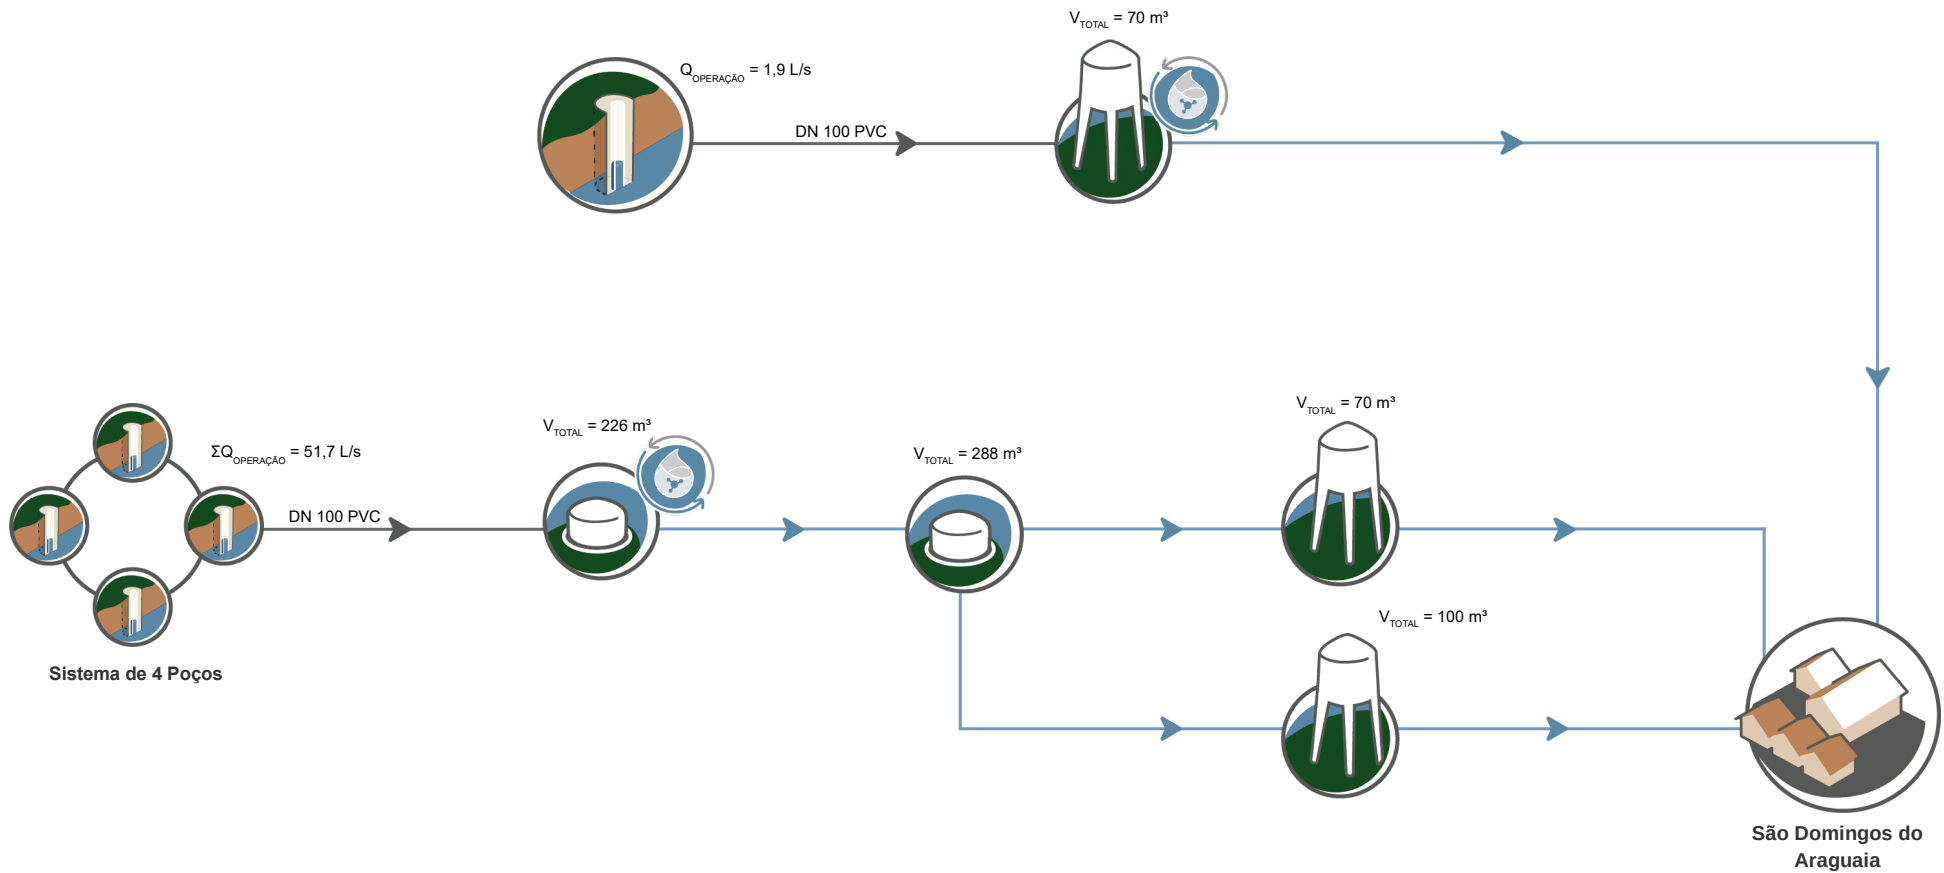 V_TOTAL = 70 m³
Q_OPERAÇÃO = 1,9 L/s
DN 100 PVC
V_TOTAL = 70 m³
V_TOTAL = 226 m³
ΣQ_OPERAÇÃO = 51,7 L/s
V_TOTAL = 288 m³
DN 100 PVC
V_TOTAL = 100 m³
Sistema de 4 Poços
São Domingos do
Araguaia